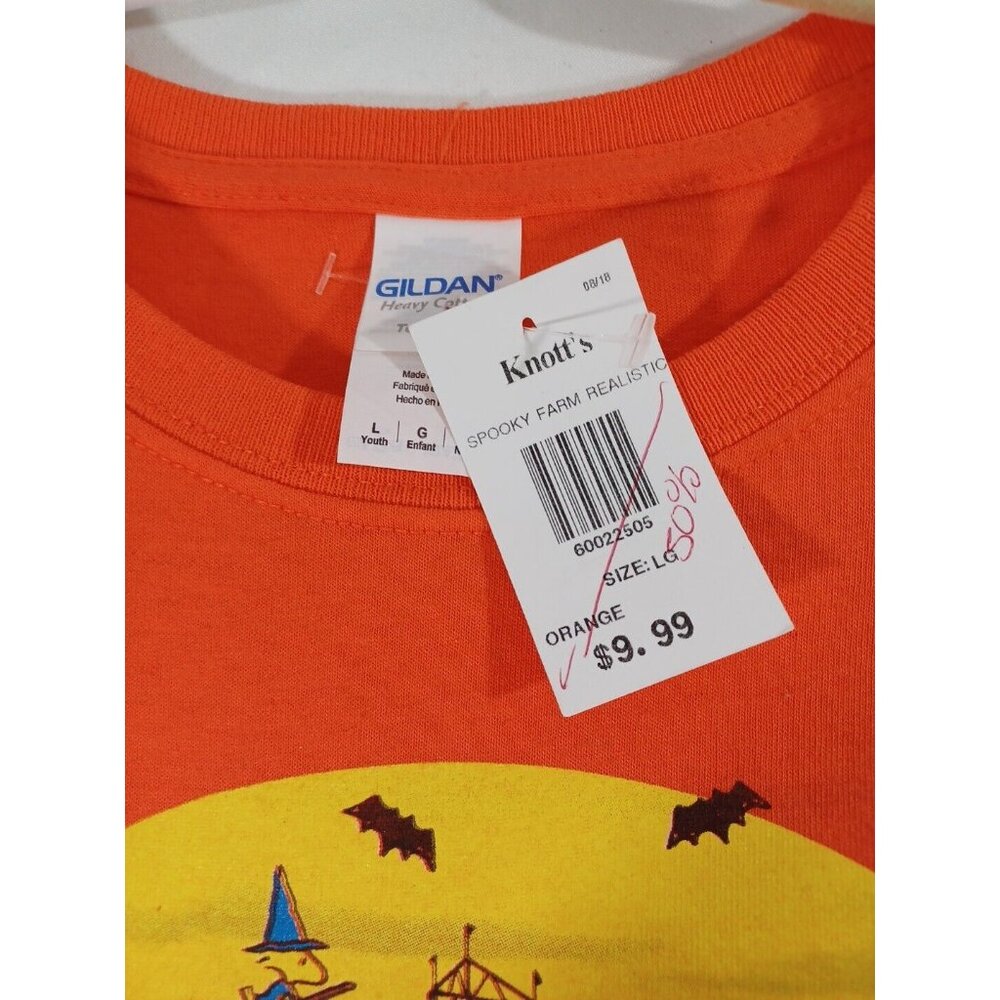 GILDAN®
Heavy
Made
Fabriqué
Hecho en
L G
Youth Enfant
08/18
Knott's
SPOOKY FARM REALISTIC
60022505
50%
SIZE: LG
ORANGE
$9.99